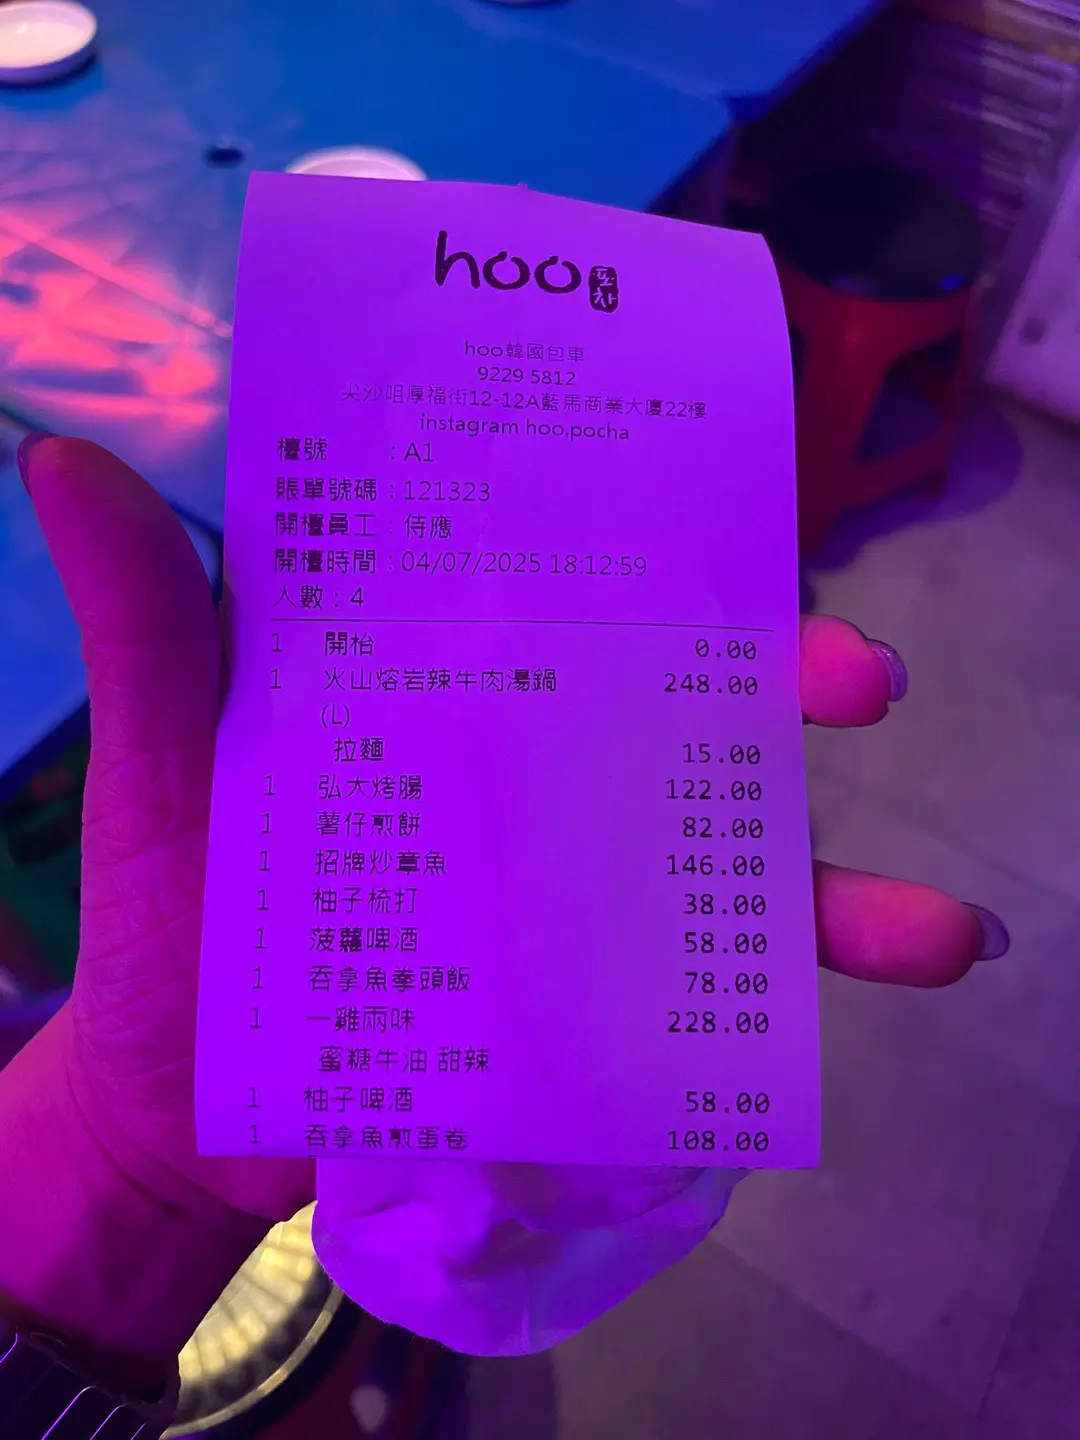 hoo 포차
hoo韓國包車
9229 5812
尖沙咀厚福街12-12A藍馬商業大廈22樓
instagram hoo.pocha
檯號 : A1
賬單號碼 : 121323
開檯員工 : 侍應
開檯時間 : 04/07/2025 18:12:59
人數 : 4
1 開枱 0.00
1 火山熔岩辣牛肉湯鍋 248.00
(L)
拉麵 15.00
1 弘大烤腸 122.00
1 薯仔煎餅 82.00
1 招牌炒章魚 146.00
1 柚子梳打 38.00
1 菠蘿啤酒 58.00
1 吞拿魚拳頭飯 78.00
1 一雞兩味 228.00
蜜糖牛油 甜辣
1 柚子啤酒 58.00
1 吞拿魚煎蛋卷 108.00